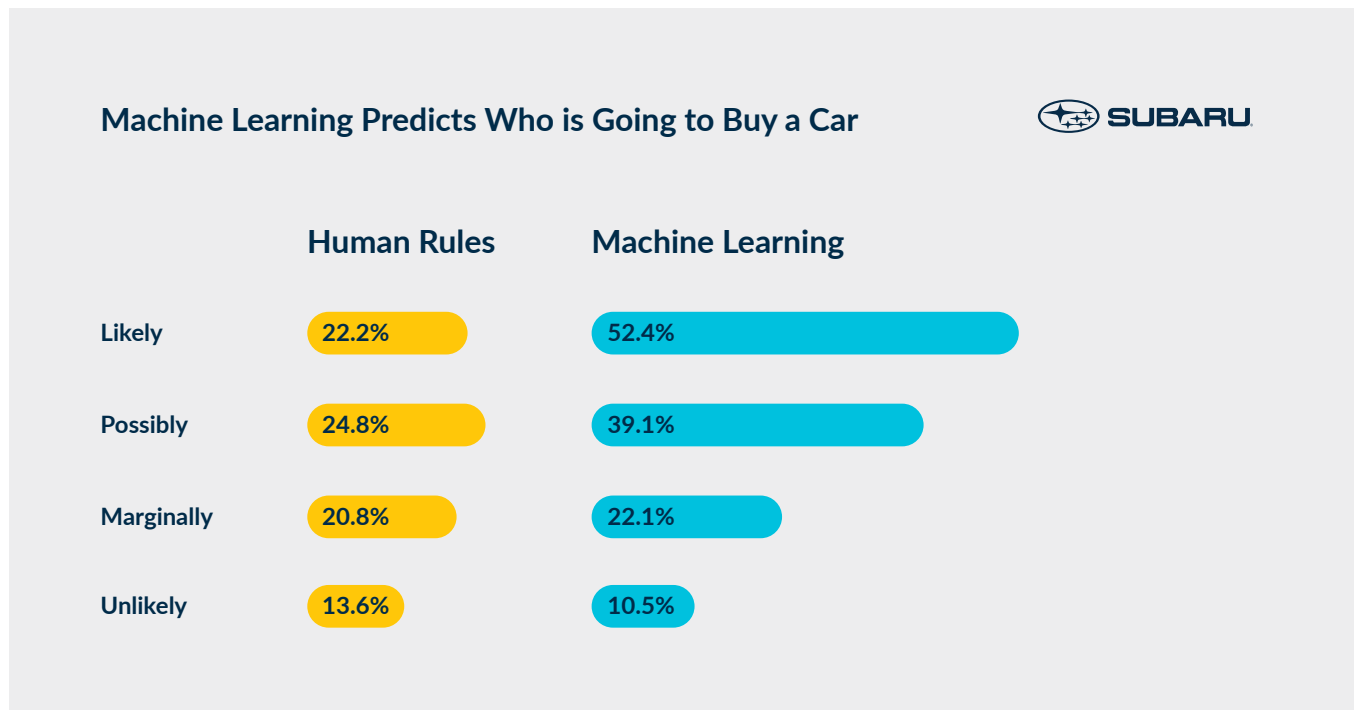 Machine Learning Predicts Who is Going to Buy a Car
SUBARU
Human Rules Machine Learning
Likely 22.2% 52.4%
Possibly 24.8% 39.1%
Marginally 20.8% 22.1%
Unlikely 13.6% 10.5%